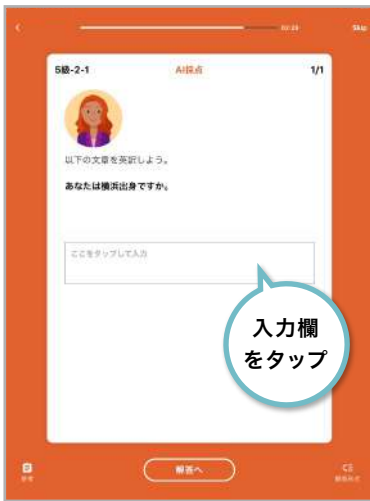 Skip
5級-2-1
AI採点
1/1
以下の文章を英訳しよう。
あなたは横浜出身ですか。
ここをタップして入力
入力欄
をタップ
解答へ